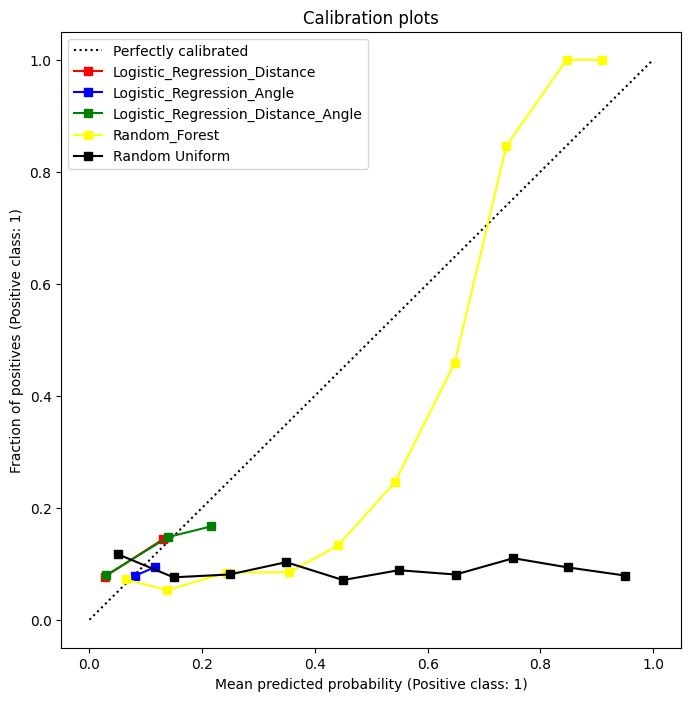 Calibration plots
Perfectly calibrated
Logistic_Regression_Distance
Logistic_Regression_Angle
Logistic_Regression_Distance_Angle
Random_Forest
Random Uniform
Fraction of positives (Positive class: 1)
1.0
0.8
0.6
0.4
0.2
0.0
0.0 0.2 0.4 0.6 0.8 1.0
Mean predicted probability (Positive class: 1)